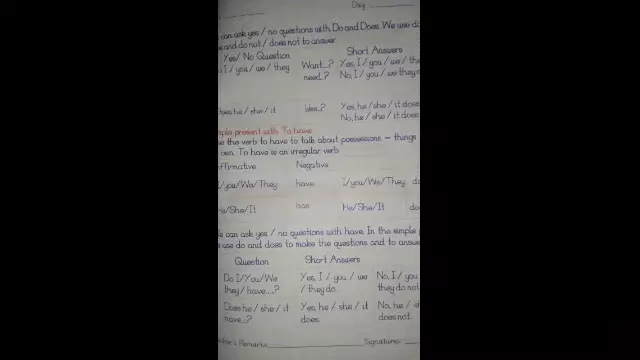 Day:
can ask yes / no questions with Do and Does. We use do
and do not / does not to answer.
Yes/ No Question
Short Answers
I / you / we / they
Want...? Yes, I / you / we / the
need..? No, I / you / we they
he / she / it
like..? Yes, he / she / it does
No, he / she / it does
present with To have
the verb to have to talk about possessions - things
own. To have is an irregular verb
ffirmative
Negative
I/you/We/They have I/you/We/They do
/She/It has He/She/It do
can ask yes / no questions with have. In the simple
use do and does to make the questions and to answe
Question
Short Answers
Do I/You/We Yes, I / you / we No, I / you
they / have....? / they do. they do not
Does he / she / it Yes, he / she / it No, he /
have...? does. does not.
Remarks
Signature: